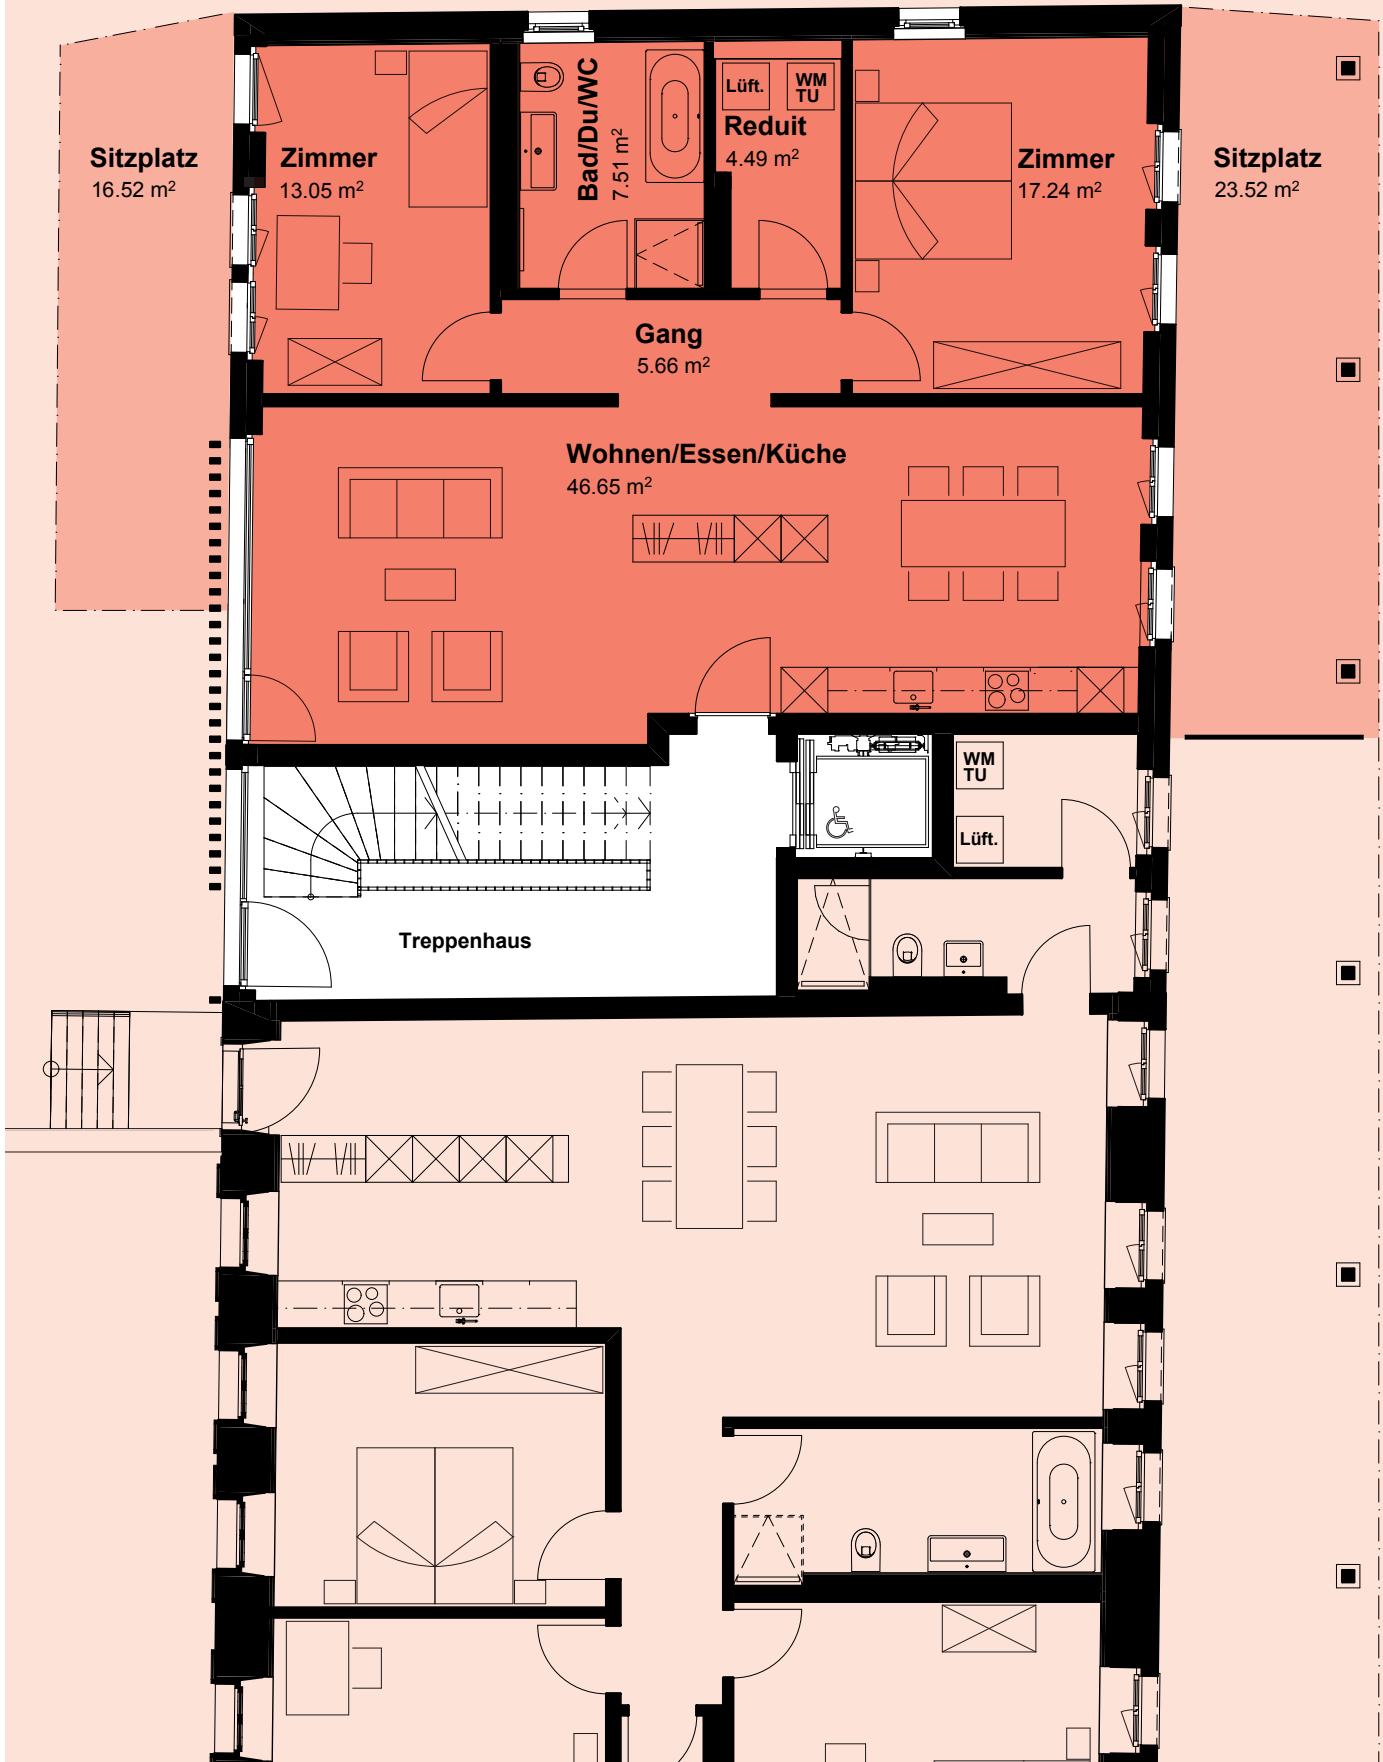 Sitzplatz
16.52 m²
Zimmer
13.05 m²
Bad/Du/WC
7.51 m²
Lüft.
WM
TU
Reduit
4.49 m²
Zimmer
17.24 m²
Sitzplatz
23.52 m²
Gang
5.66 m²
Wohnen/Essen/Küche
46.65 m²
WM
TU
Lüft.
Treppenhaus